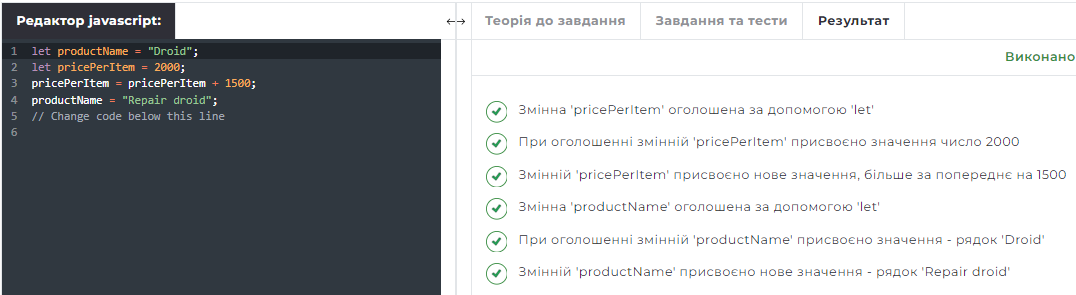 Редактор javascript:
Теорія до завдання
Завдання та тести
Результат
Виконано
1 let productName = "Droid";
2 let pricePerItem = 2000;
3 pricePerItem = pricePerItem + 1500;
4 productName = "Repair droid";
5 // Change code below this line
6
Змінна 'pricePerItem' оголошена за допомогою 'let'
При оголошенні змінній 'pricePerItem' присвоєно значення число 2000
Змінній 'pricePerItem' присвоєно нове значення, більше за попереднє на 1500
Змінна 'productName' оголошена за допомогою 'let'
При оголошенні змінній 'productName' присвоєно значення - рядок 'Droid'
Змінній 'productName' присвоєно нове значення - рядок 'Repair droid'